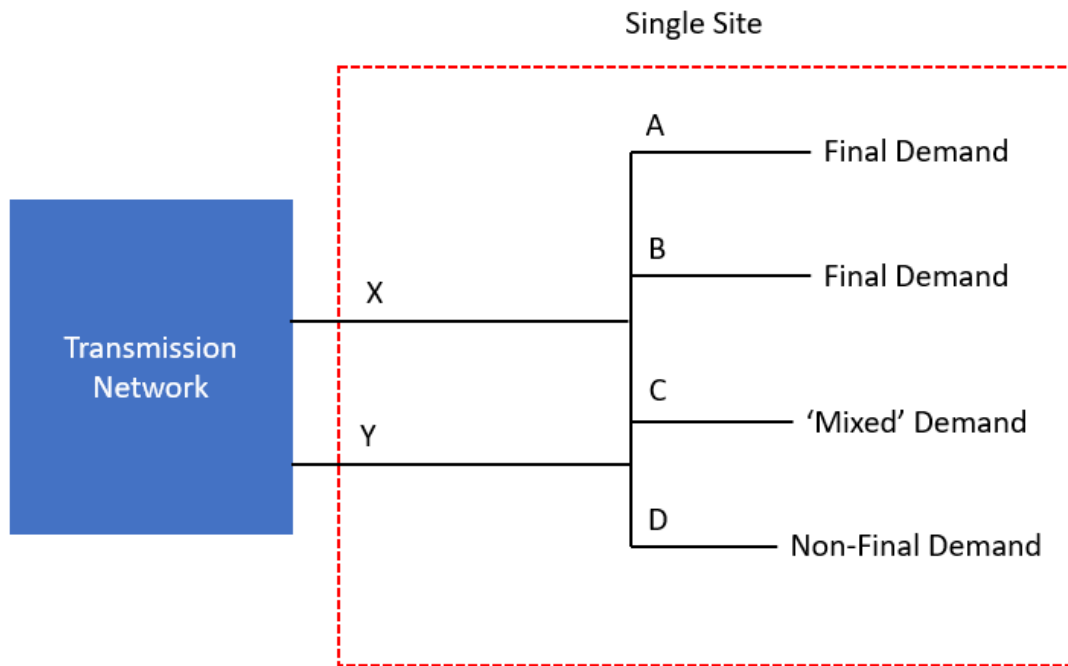 Single Site
A
Final Demand
B
Final Demand
X
Transmission
Network
C
‘Mixed’ Demand
Y
D
Non-Final Demand